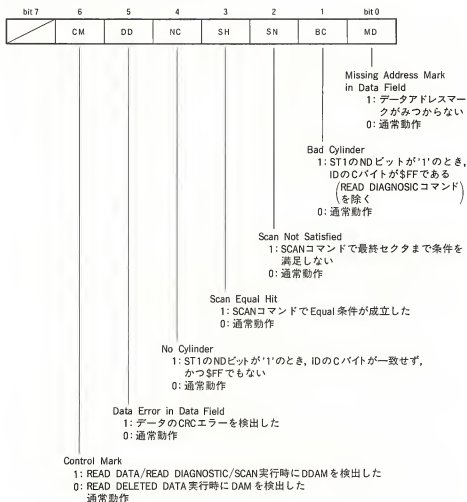 bit 7 6 5 4 3 2 1 bit 0
CM DD NC SH SN BC MD
Missing Address Mark
in Data Field
1: データアドレスマー
クがみつからない
0: 通常動作
Bad Cylinder
1: ST1のNDビットが'1'のとき,
IDのCバイトが$FFである
(READ DIAGNOSICコマンド
を除く)
0: 通常動作
Scan Not Satisfied
1: SCANコマンドで最終セクタまで条件を
満足しない
0: 通常動作
Scan Equal Hit
1: SCANコマンドでEqual 条件が成立した
0: 通常動作
No Cylinder
1: ST1のNDビットが'1'のとき, IDのCバイトが一致せず,
かつ$FFでもない
0: 通常動作
Data Error in Data Field
1: データのCRCエラーを検出した
0: 通常動作
Control Mark
1: READ DATA/READ DIAGNOSTIC/SCAN実行時にDDAMを検出した
0: READ DELETED DATA実行時にDAMを検出した
通常動作